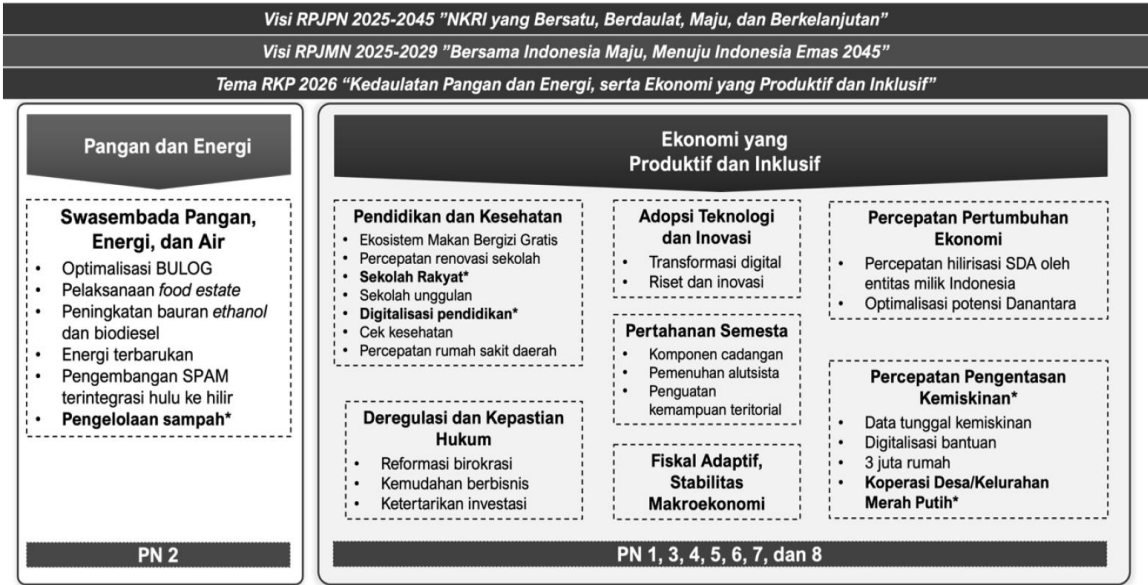 Visi RPJPN 2025-2045 "NKRI yang Bersatu, Berdaulat, Maju, dan Berkelanjutan"
Visi RPJMN 2025-2029 "Bersama Indonesia Maju, Menuju Indonesia Emas 2045"
Tema RKP 2026 "Kedaulatan Pangan dan Energi, serta Ekonomi yang Produktif dan Inklusif"
Pangan dan Energi
Swasembada Pangan,
Energi, dan Air
• Optimalisasi BULOG
• Pelaksanaan food estate
• Peningkatan bauran ethanol
dan biodiesel
• Energi terbarukan
• Pengembangan SPAM
terintegrasi hulu ke hilir
• Pengelolaan sampah*
PN 2
Ekonomi yang
Produktif dan Inklusif
Pendidikan dan Kesehatan
• Ekosistem Makan Bergizi Gratis
• Percepatan renovasi sekolah
• Sekolah Rakyat*
• Sekolah unggulan
• Digitalisasi pendidikan*
• Cek kesehatan
• Percepatan rumah sakit daerah
Deregulasi dan Kepastian
Hukum
• Reformasi birokrasi
• Kemudahan berbisnis
• Ketertarikan investasi
Adopsi Teknologi
dan Inovasi
• Transformasi digital
• Riset dan inovasi
Pertahanan Semesta
• Komponen cadangan
• Pemenuhan alutsista
• Penguatan
kemampuan teritorial
Fiskal Adaptif,
Stabilitas
Makroekonomi
Percepatan Pertumbuhan
Ekonomi
• Percepatan hilirisasi SDA oleh
entitas milik Indonesia
• Optimalisasi potensi Danantara
Percepatan Pengentasan
Kemiskinan*
• Data tunggal kemiskinan
• Digitalisasi bantuan
• 3 juta rumah
• Koperasi Desa/Kelurahan
Merah Putih*
PN 1, 3, 4, 5, 6, 7, dan 8